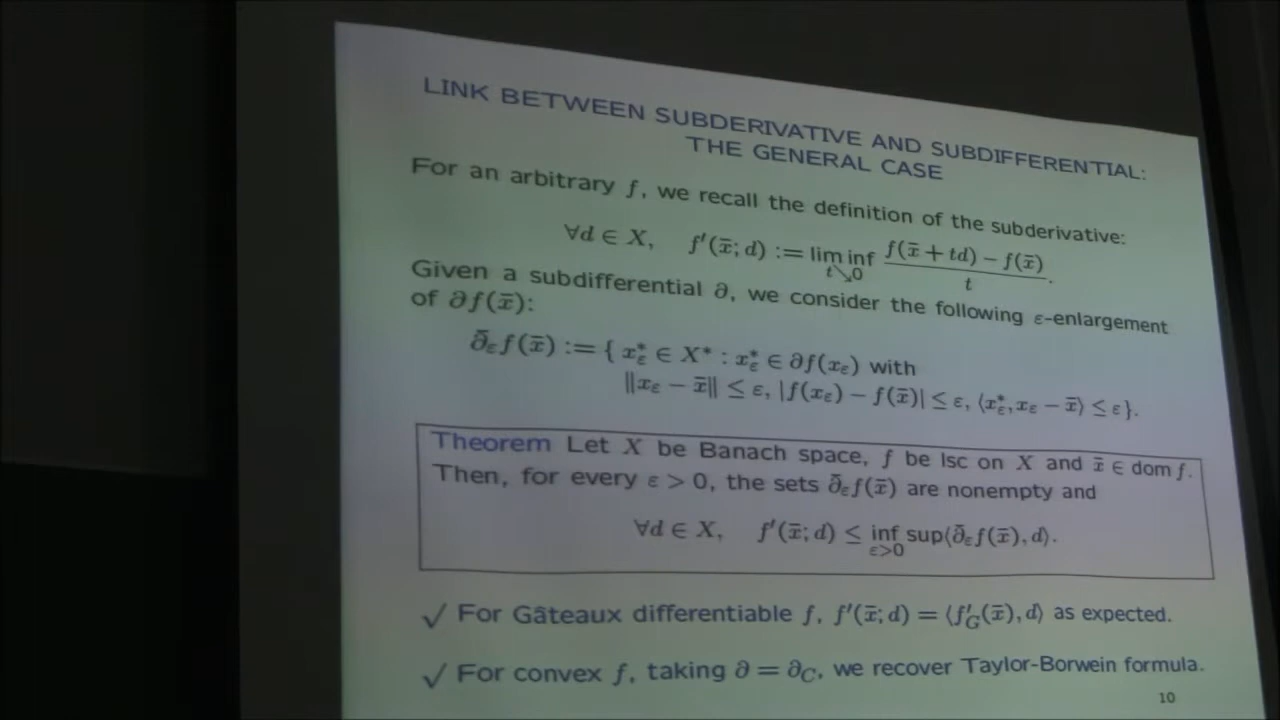 LINK BETWEEN SUBDERIVATIVE AND SUBDIFFERENTIAL:
THE GENERAL CASE
For an arbitrary f, we recall the definition of the subderivative:
∀d ∈ X, f′(x̄; d) := lim inf_{t↘0} (f(x̄ + td) − f(x̄)) / t.
Given a subdifferential ∂, we consider the following ε-enlargement
of ∂f(x̄):
∂̆_ε f(x̄) := { x*_ε ∈ X* : x*_ε ∈ ∂f(x_ε) with
‖x_ε − x̄‖ ≤ ε, |f(x_ε) − f(x̄)| ≤ ε, ⟨x*_ε, x_ε − x̄⟩ ≤ ε}.
Theorem Let X be Banach space, f be lsc on X and x̄ ∈ dom f.
Then, for every ε > 0, the sets ∂̆_ε f(x̄) are nonempty and
∀d ∈ X, f′(x̄; d) ≤ inf_{ε>0} sup⟨∂̆_ε f(x̄), d⟩.
✓ For Gâteaux differentiable f, f′(x̄; d) = ⟨f′_G(x̄), d⟩ as expected.
✓ For convex f, taking ∂ = ∂_C, we recover Taylor-Borwein formula.
10